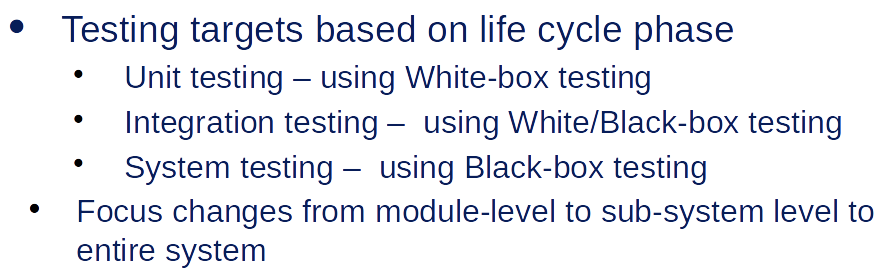 • Testing targets based on life cycle phase
• Unit testing – using White-box testing
• Integration testing –  using White/Black-box testing
• System testing –  using Black-box testing
• Focus changes from module-level to sub-system level to
entire system